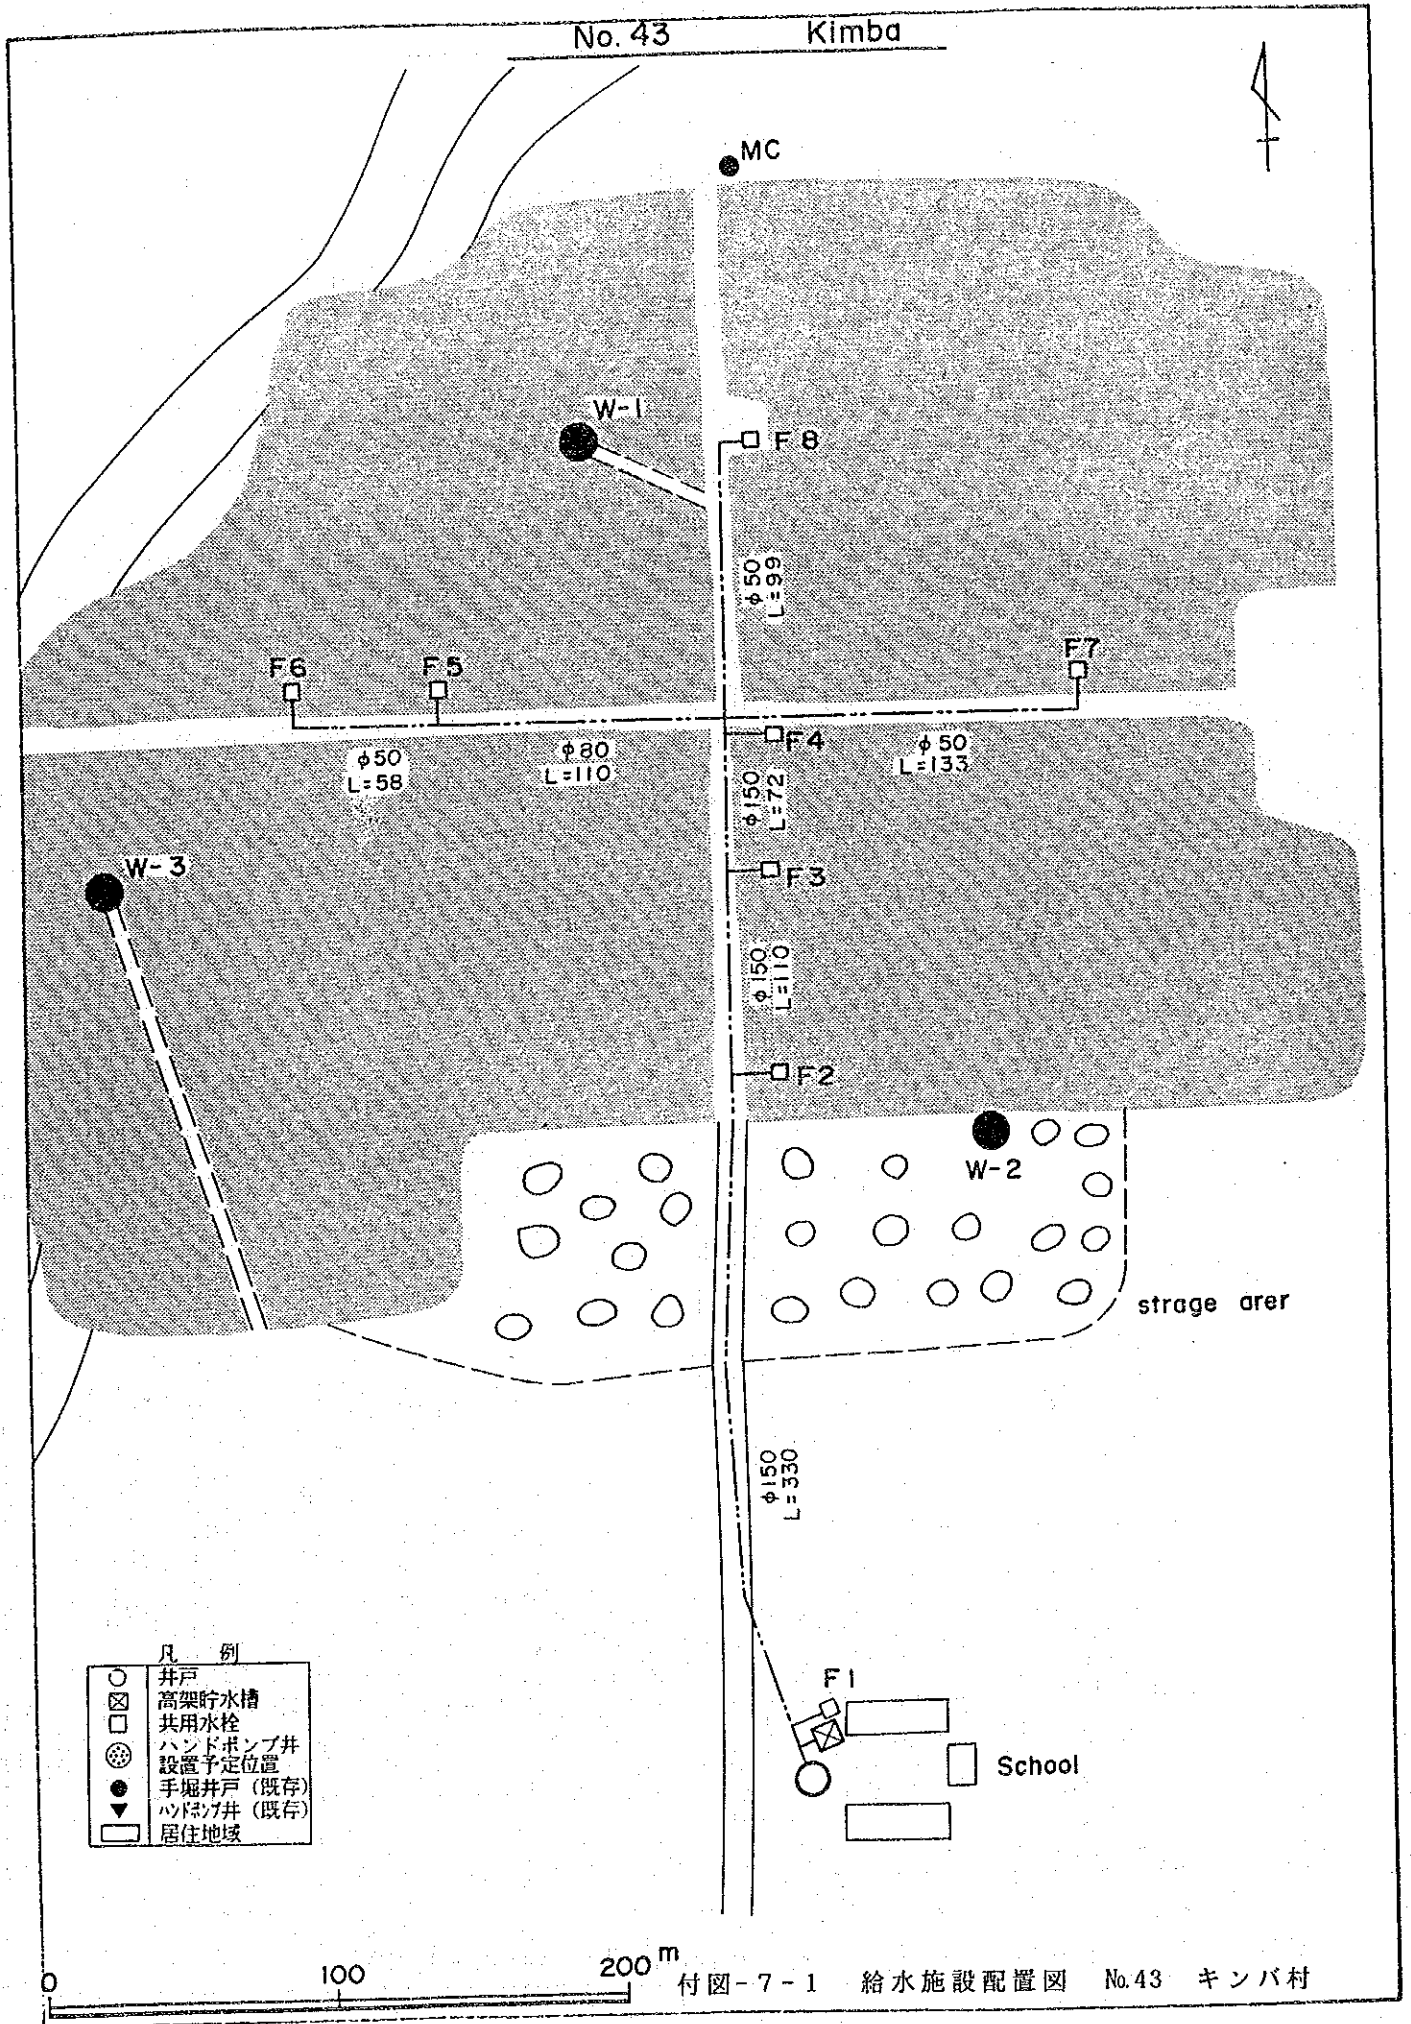 No. 43 Kimba
MC
W-1
F 8
φ50
L=99
F6
F5
F7
F4
φ50
L=58
φ80
L=110
φ50
L=133
φ150
L=72
W-3
F3
φ150
L=110
F2
W-2
strage arer
φ150
L=330
凡 例
井戸
高架貯水槽
共用水栓
ハンドポンプ井
設置予定位置
手堀井戸 (既存)
ハンドポンプ井 (既存)
居住地域
F1
School
0 100 200 m
付図-7-1 給水施設配置図 No.43 キンバ村